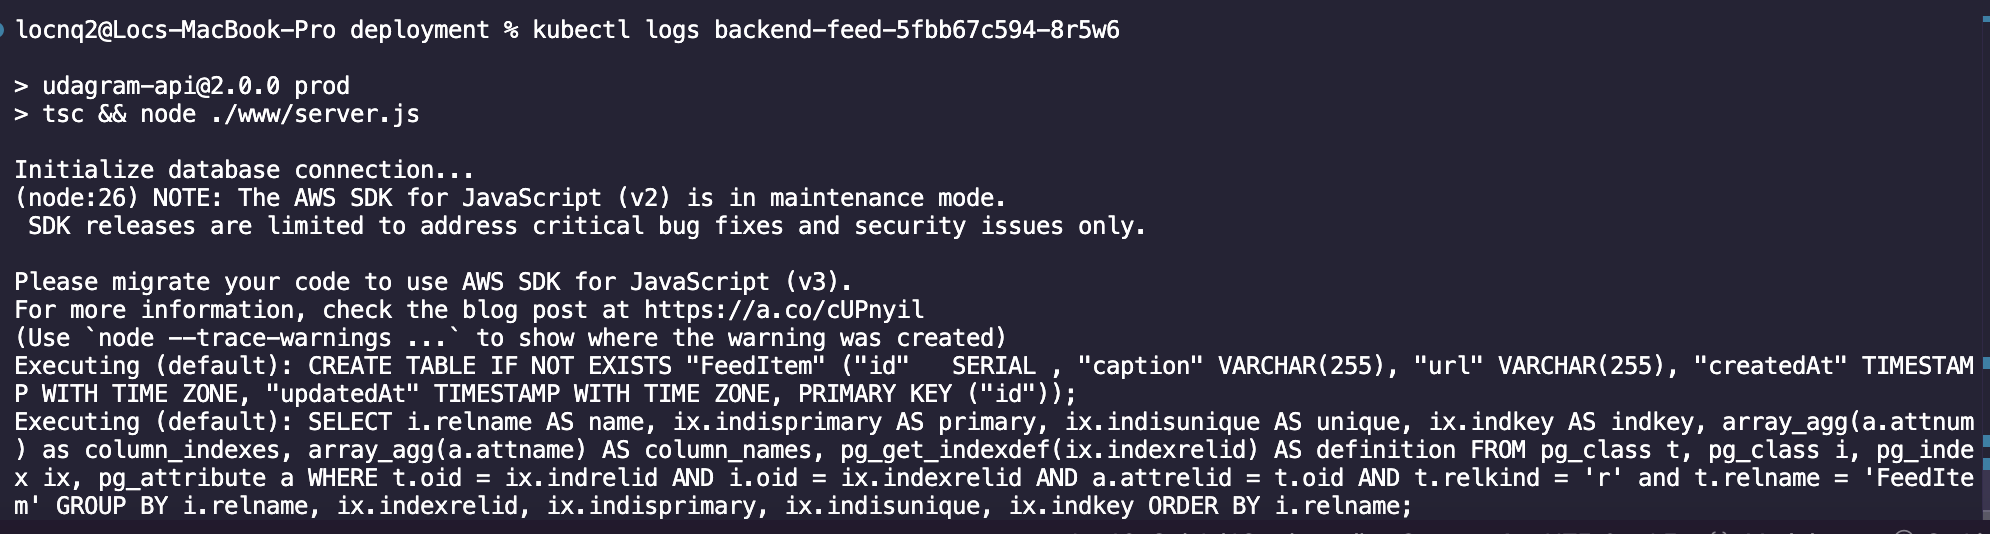 locnq2@Locs-MacBook-Pro deployment % kubectl logs backend-feed-5fbb67c594-8r5w6
> udagram-api@2.0.0 prod
> tsc && node ./www/server.js
Initialize database connection...
(node:26) NOTE: The AWS SDK for JavaScript (v2) is in maintenance mode.
 SDK releases are limited to address critical bug fixes and security issues only.
Please migrate your code to use AWS SDK for JavaScript (v3).
For more information, check the blog post at https://a.co/cUPnyil
(Use `node --trace-warnings ...` to show where the warning was created)
Executing (default): CREATE TABLE IF NOT EXISTS "FeedItem" ("id"   SERIAL , "caption" VARCHAR(255), "url" VARCHAR(255), "createdAt" TIMESTAM
P WITH TIME ZONE, "updatedAt" TIMESTAMP WITH TIME ZONE, PRIMARY KEY ("id"));
Executing (default): SELECT i.relname AS name, ix.indisprimary AS primary, ix.indisunique AS unique, ix.indkey AS indkey, array_agg(a.attnum
) as column_indexes, array_agg(a.attname) AS column_names, pg_get_indexdef(ix.indexrelid) AS definition FROM pg_class t, pg_class i, pg_inde
x ix, pg_attribute a WHERE t.oid = ix.indrelid AND i.oid = ix.indexrelid AND a.attrelid = t.oid AND t.relkind = 'r' and t.relname = 'FeedIte
m' GROUP BY i.relname, ix.indexrelid, ix.indisprimary, ix.indisunique, ix.indkey ORDER BY i.relname;